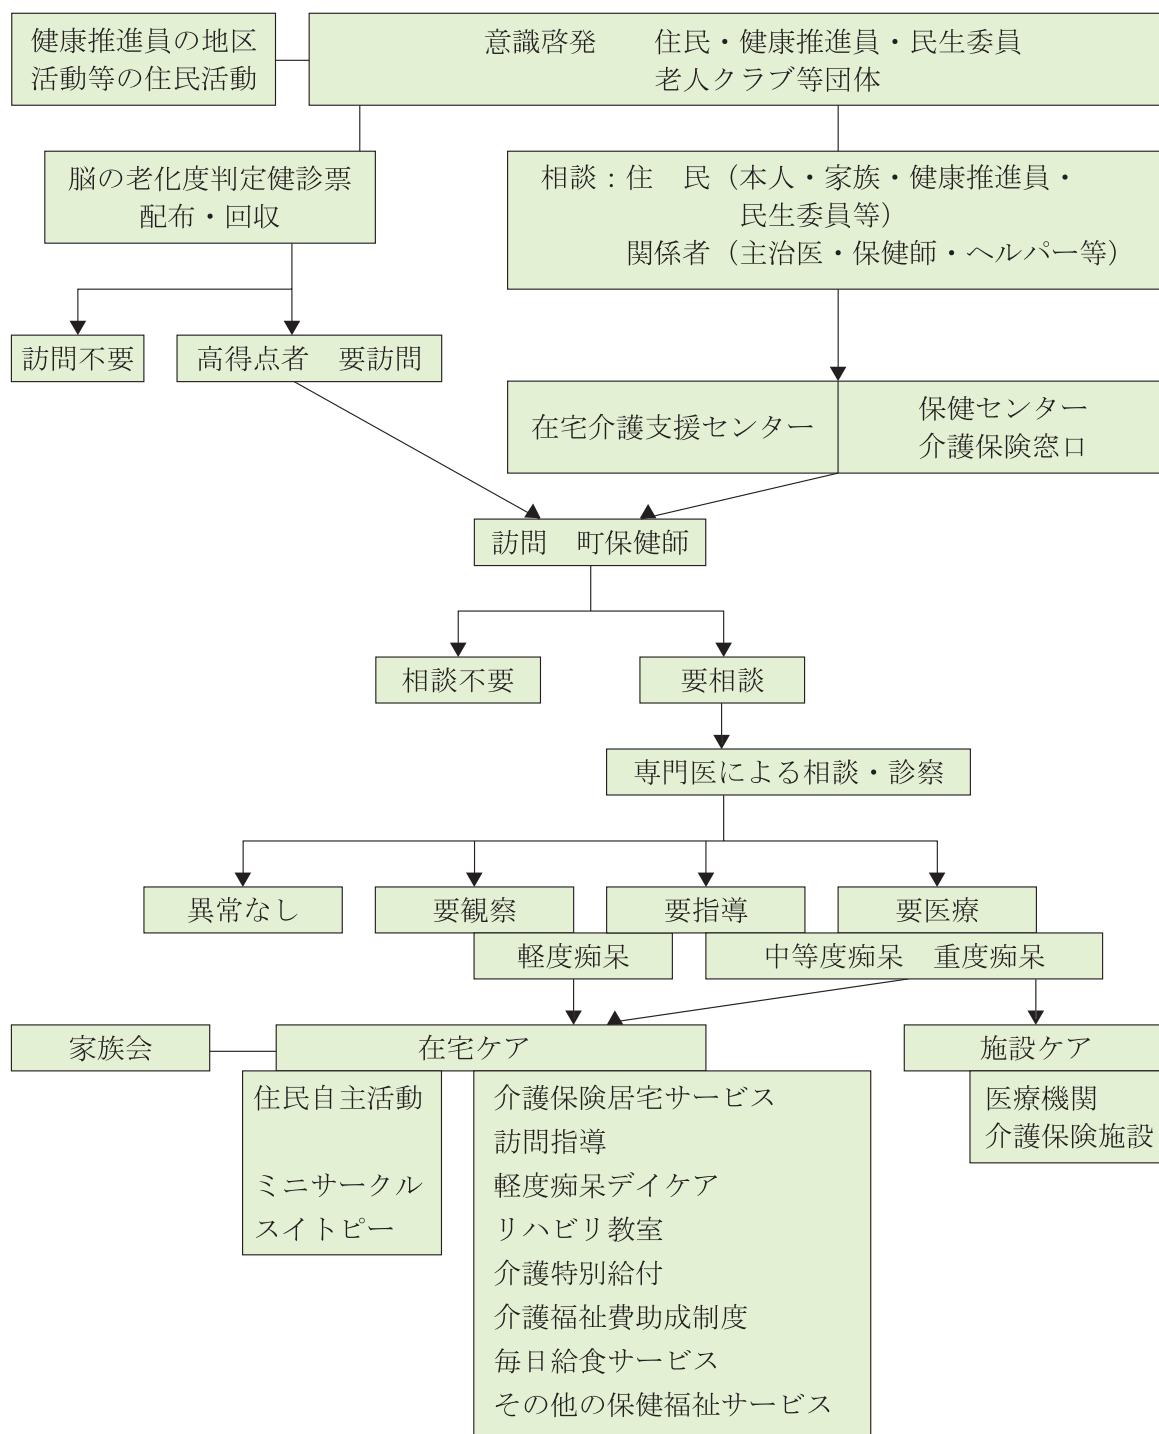 健康推進員の地区
活動等の住民活動
意識啓発　　住民・健康推進員・民生委員
老人クラブ等団体
脳の老化度判定健診票
配布・回収
相談：住　民（本人・家族・健康推進員・
民生委員等）
関係者（主治医・保健師・ヘルパー等）
訪問不要
高得点者　要訪問
在宅介護支援センター
保健センター
介護保険窓口
訪問　町保健師
相談不要
要相談
専門医による相談・診察
異常なし
要観察
要指導
要医療
軽度痴呆
中等度痴呆　重度痴呆
家族会
在宅ケア
施設ケア
住民自主活動
ミニサークル
スイトピー
介護保険居宅サービス
訪問指導
軽度痴呆デイケア
リハビリ教室
介護特別給付
介護福祉費助成制度
毎日給食サービス
その他の保健福祉サービス
医療機関
介護保険施設